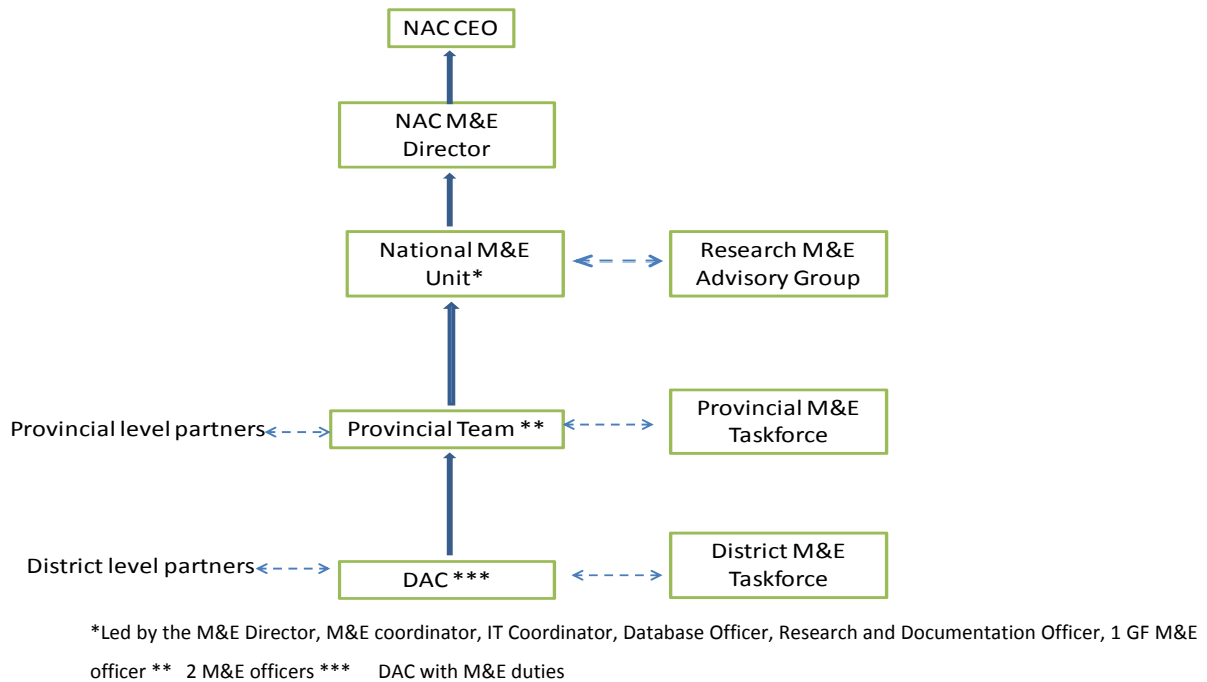 NAC CEO
NAC M&E
Director
National M&E
Unit*
Research M&E
Advisory Group
Provincial level partners
Provincial Team **
Provincial M&E
Taskforce
District level partners
DAC ***
District M&E
Taskforce
*Led by the M&E Director, M&E coordinator, IT Coordinator, Database Officer, Research and Documentation Officer, 1 GF M&E
officer ** 2 M&E officers *** DAC with M&E duties